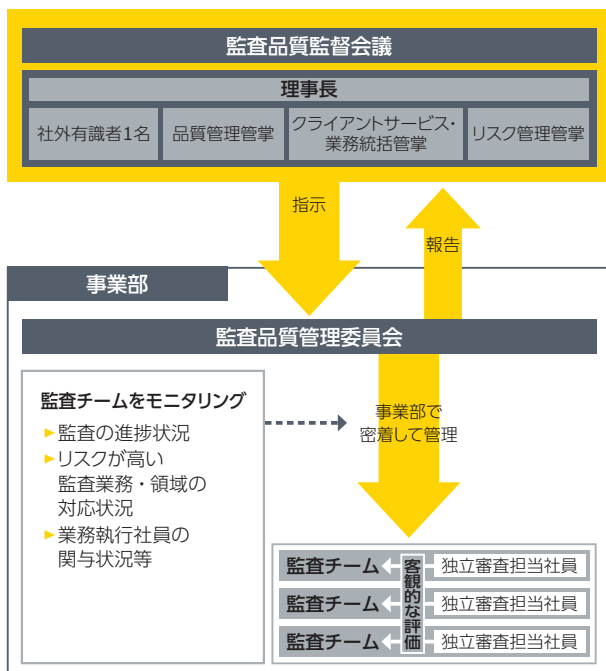 監査品質監督会議
理事長
社外有識者1名
品質管理管掌
クライアントサービス・
業務統括管掌
リスク管理管掌
指示
報告
事業部
監査品質管理委員会
監査チームをモニタリング
►監査の進捗状況
►リスクが高い
監査業務・領域の
対応状況
►業務執行社員の
関与状況等
事業部で
密着して管理
監査チーム
客観的な評価
独立審査担当社員
監査チーム
独立審査担当社員
監査チーム
独立審査担当社員